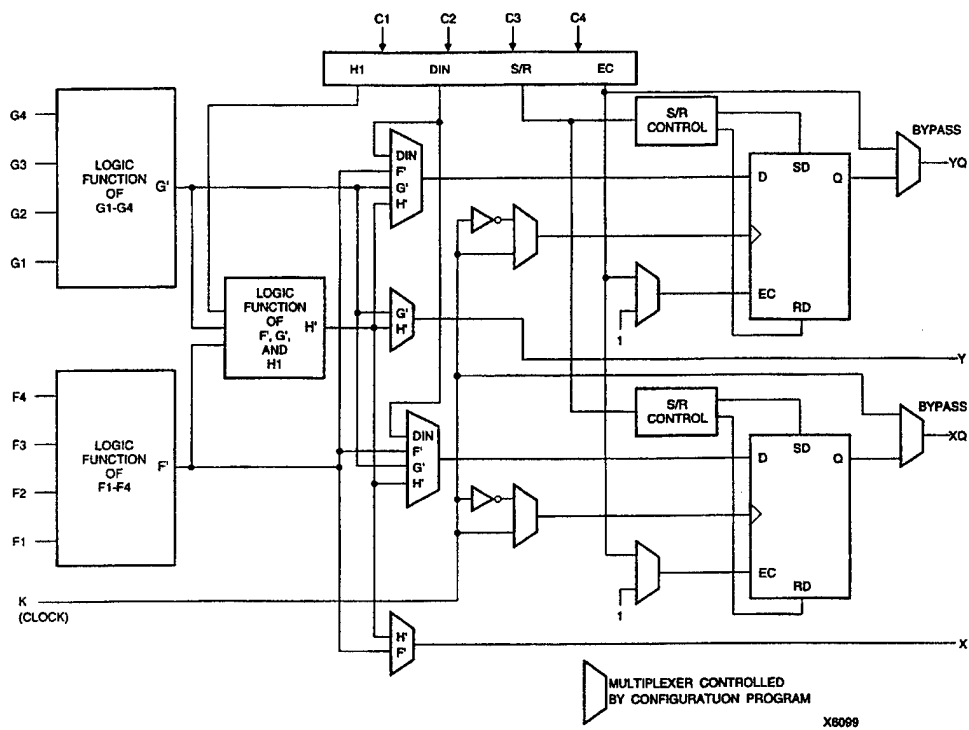 C1 C2 C3 C4
H1 DIN S/R EC
G4
G3
G2
G1
LOGIC
FUNCTION
OF
G1-G4
G'
DIN
F'
G'
H'
S/R
CONTROL
SD
D
Q
EC
RD
1
BYPASS
YQ
LOGIC
FUNCTION
OF
F', G',
AND
H1
H'
G'
H'
Y
F4
F3
F2
F1
LOGIC
FUNCTION
OF
F1-F4
F'
DIN
F'
G'
H'
S/R
CONTROL
SD
D
Q
EC
RD
1
BYPASS
XQ
K
(CLOCK)
H'
F'
X
MULTIPLEXER CONTROLLED
BY CONFIGURATUON PROGRAM
X6099